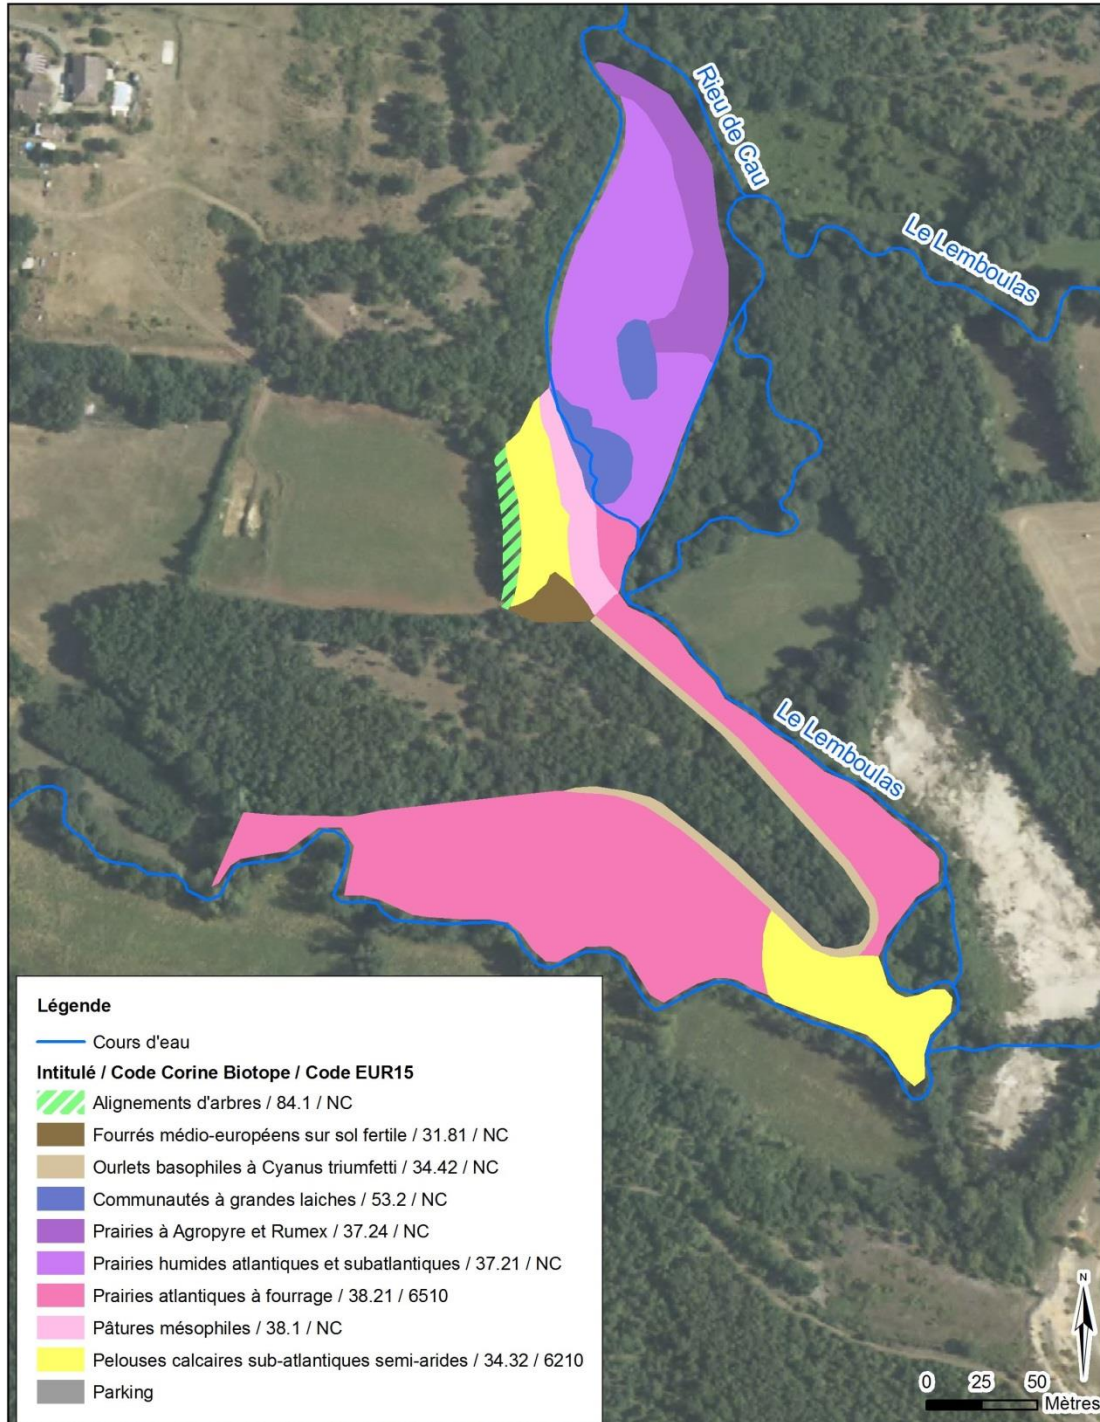 Rieu de Cau
Le Lemboulas
Le Lemboulas
Légende
Cours d'eau
Intitulé / Code Corine Biotope / Code EUR15
Alignements d'arbres / 84.1 / NC
Fourrés médio-européens sur sol fertile / 31.81 / NC
Ourlets basophiles à Cyanus triumfetti / 34.42 / NC
Communautés à grandes laiches / 53.2 / NC
Prairies à Agropyre et Rumex / 37.24 / NC
Prairies humides atlantiques et subatlantiques / 37.21 / NC
Prairies atlantiques à fourrage / 38.21 / 6510
Pâtures mésophiles / 38.1 / NC
Pelouses calcaires sub-atlantiques semi-arides / 34.32 / 6210
Parking
N
0 25 50
Mètres